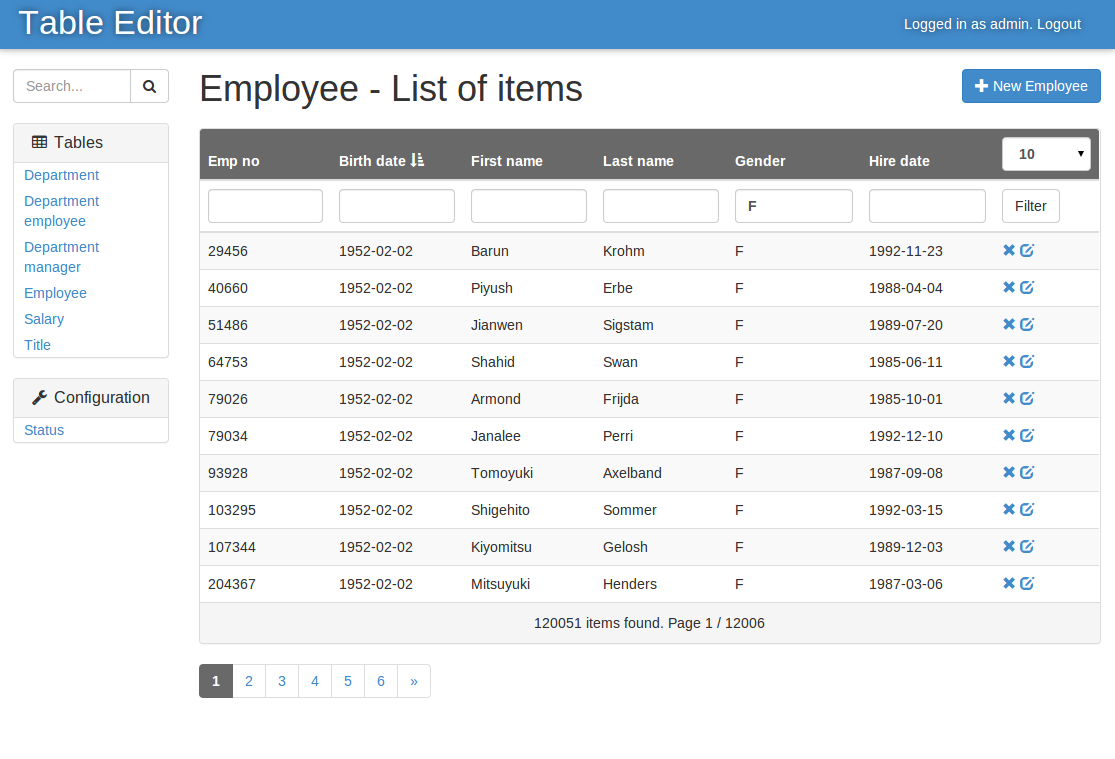 Table Editor
Logged in as admin. Logout
Search...
Employee - List of items
New Employee
Tables
Department
Department
employee
Department
manager
Employee
Salary
Title
Configuration
Status
Emp no Birth date First name Last name Gender Hire date 10
F Filter
29456 1952-02-02 Barun Krohm F 1992-11-23
40660 1952-02-02 Piyush Erbe F 1988-04-04
51486 1952-02-02 Jianwen Sigstam F 1989-07-20
64753 1952-02-02 Shahid Swan F 1985-06-11
79026 1952-02-02 Armond Frijda F 1985-10-01
79034 1952-02-02 Janalee Perri F 1992-12-10
93928 1952-02-02 Tomoyuki Axelband F 1987-09-08
103295 1952-02-02 Shigehito Sommer F 1992-03-15
107344 1952-02-02 Kiyomitsu Gelosh F 1989-12-03
204367 1952-02-02 Mitsuyuki Henders F 1987-03-06
120051 items found. Page 1 / 12006
1 2 3 4 5 6 »